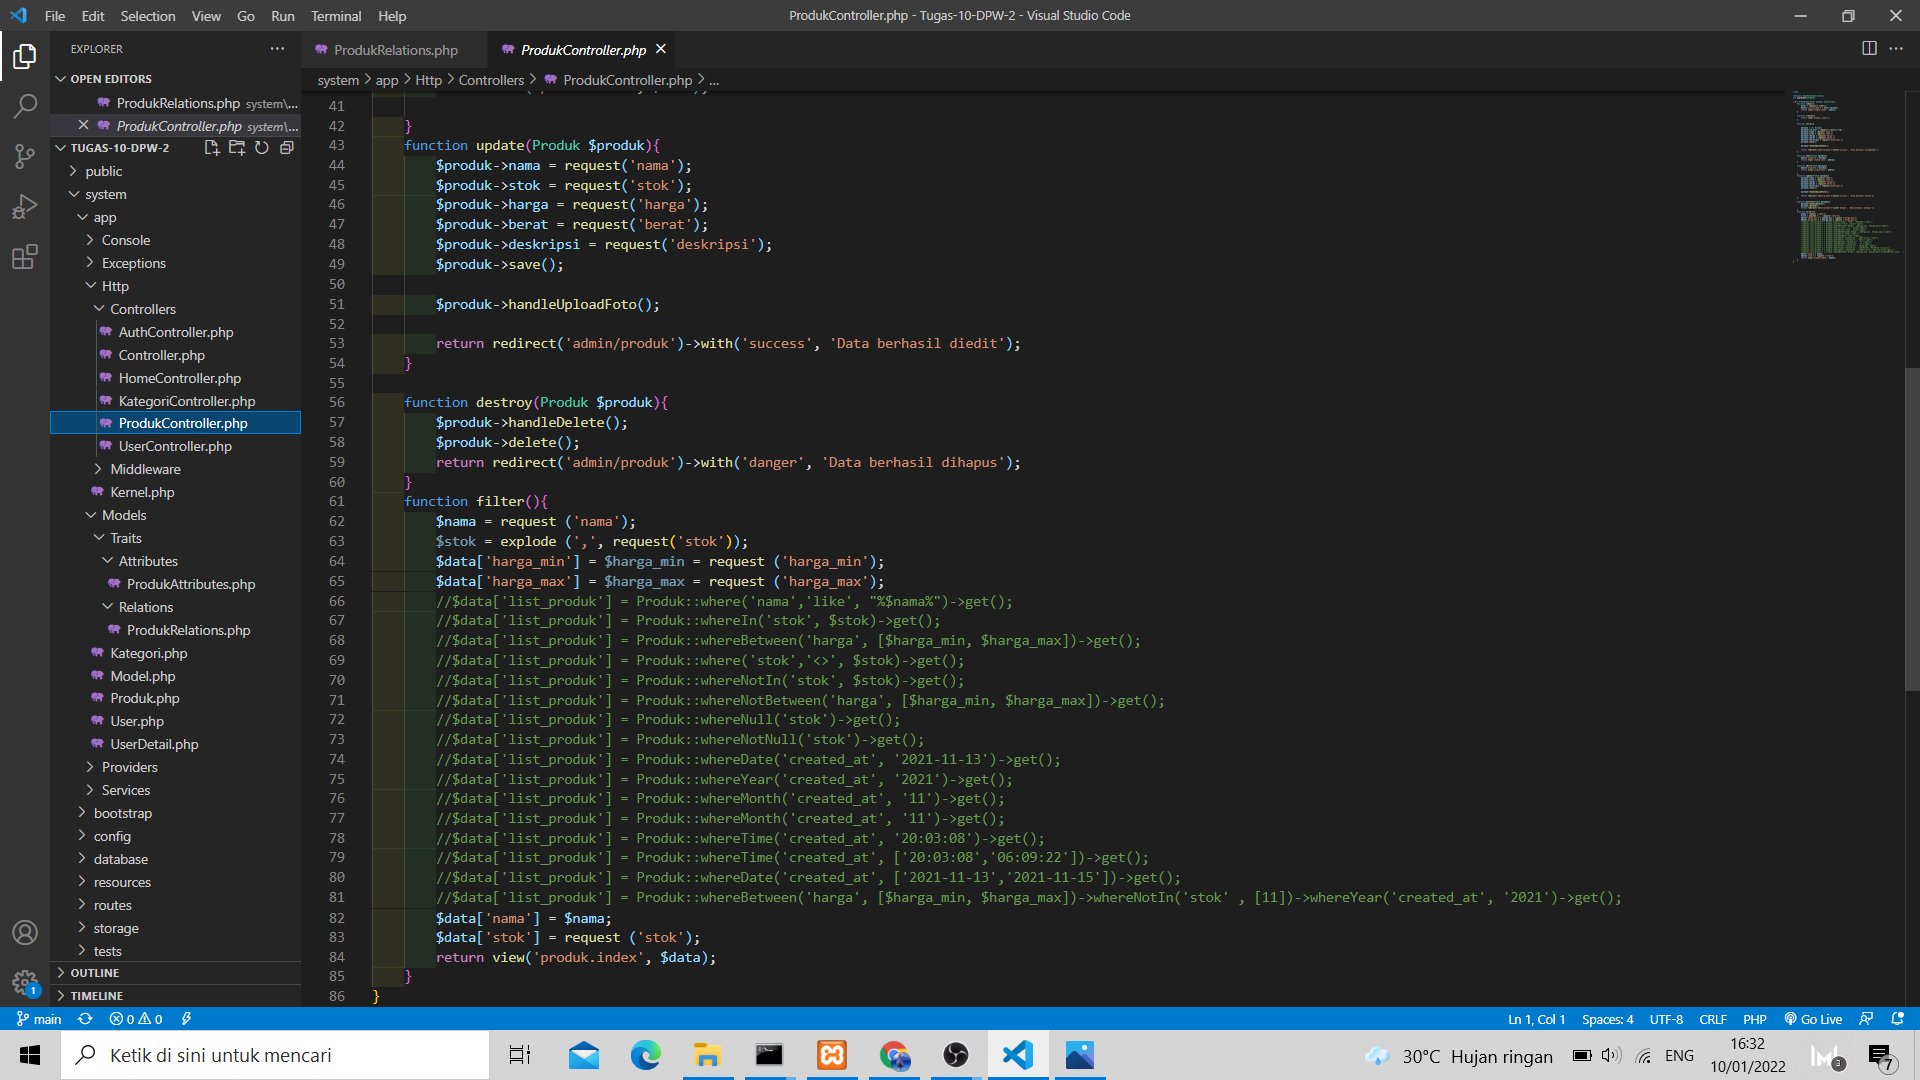 File Edit Selection View Go Run Terminal Help
ProdukController.php - Tugas-10-DPW-2 - Visual Studio Code
EXPLORER
OPEN EDITORS
ProdukRelations.php system\...
ProdukController.php system\...
TUGAS-10-DPW-2
public
system
app
Console
Exceptions
Http
Controllers
AuthController.php
Controller.php
HomeController.php
KategoriController.php
ProdukController.php
UserController.php
Middleware
Kernel.php
Models
Traits
Attributes
ProdukAttributes.php
Relations
ProdukRelations.php
Kategori.php
Model.php
Produk.php
User.php
UserDetail.php
Providers
Services
bootstrap
config
database
resources
routes
storage
tests
OUTLINE
TIMELINE
ProdukRelations.php
ProdukController.php
system > app > Http > Controllers > ProdukController.php > ...
41
42 }
43 function update(Produk $produk){
44 $produk->nama = request('nama');
45 $produk->stok = request('stok');
46 $produk->harga = request('harga');
47 $produk->berat = request('berat');
48 $produk->deskripsi = request('deskripsi');
49 $produk->save();
50
51 $produk->handleUploadFoto();
52
53 return redirect('admin/produk')->with('success', 'Data berhasil diedit');
54 }
55
56 function destroy(Produk $produk){
57 $produk->handleDelete();
58 $produk->delete();
59 return redirect('admin/produk')->with('danger', 'Data berhasil dihapus');
60 }
61 function filter(){
62 $nama = request ('nama');
63 $stok = explode (',', request('stok'));
64 $data['harga_min'] = $harga_min = request ('harga_min');
65 $data['harga_max'] = $harga_max = request ('harga_max');
66 //$data['list_produk'] = Produk::where('nama','like', "%$nama%")->get();
67 //$data['list_produk'] = Produk::whereIn('stok', $stok)->get();
68 //$data['list_produk'] = Produk::whereBetween('harga', [$harga_min, $harga_max])->get();
69 //$data['list_produk'] = Produk::where('stok','<>', $stok)->get();
70 //$data['list_produk'] = Produk::whereNotIn('stok', $stok)->get();
71 //$data['list_produk'] = Produk::whereNotBetween('harga', [$harga_min, $harga_max])->get();
72 //$data['list_produk'] = Produk::whereNull('stok')->get();
73 //$data['list_produk'] = Produk::whereNotNull('stok')->get();
74 //$data['list_produk'] = Produk::whereDate('created_at', '2021-11-13')->get();
75 //$data['list_produk'] = Produk::whereYear('created_at', '2021')->get();
76 //$data['list_produk'] = Produk::whereMonth('created_at', '11')->get();
77 //$data['list_produk'] = Produk::whereMonth('created_at', '11')->get();
78 //$data['list_produk'] = Produk::whereTime('created_at', '20:03:08')->get();
79 //$data['list_produk'] = Produk::whereTime('created_at', ['20:03:08','06:09:22'])->get();
80 //$data['list_produk'] = Produk::whereDate('created_at', ['2021-11-13','2021-11-15'])->get();
81 //$data['list_produk'] = Produk::whereBetween('harga', [$harga_min, $harga_max])->whereNotIn('stok' , [11])->whereYear('created_at', '2021')->get();
82 $data['nama'] = $nama;
83 $data['stok'] = request ('stok');
84 return view('produk.index', $data);
85 }
86 }
1
main 0 0
Ln 1, Col 1 Spaces: 4 UTF-8 CRLF PHP Go Live
Ketik di sini untuk mencari
30°C Hujan ringan
ENG
16:32
10/01/2022
3
7